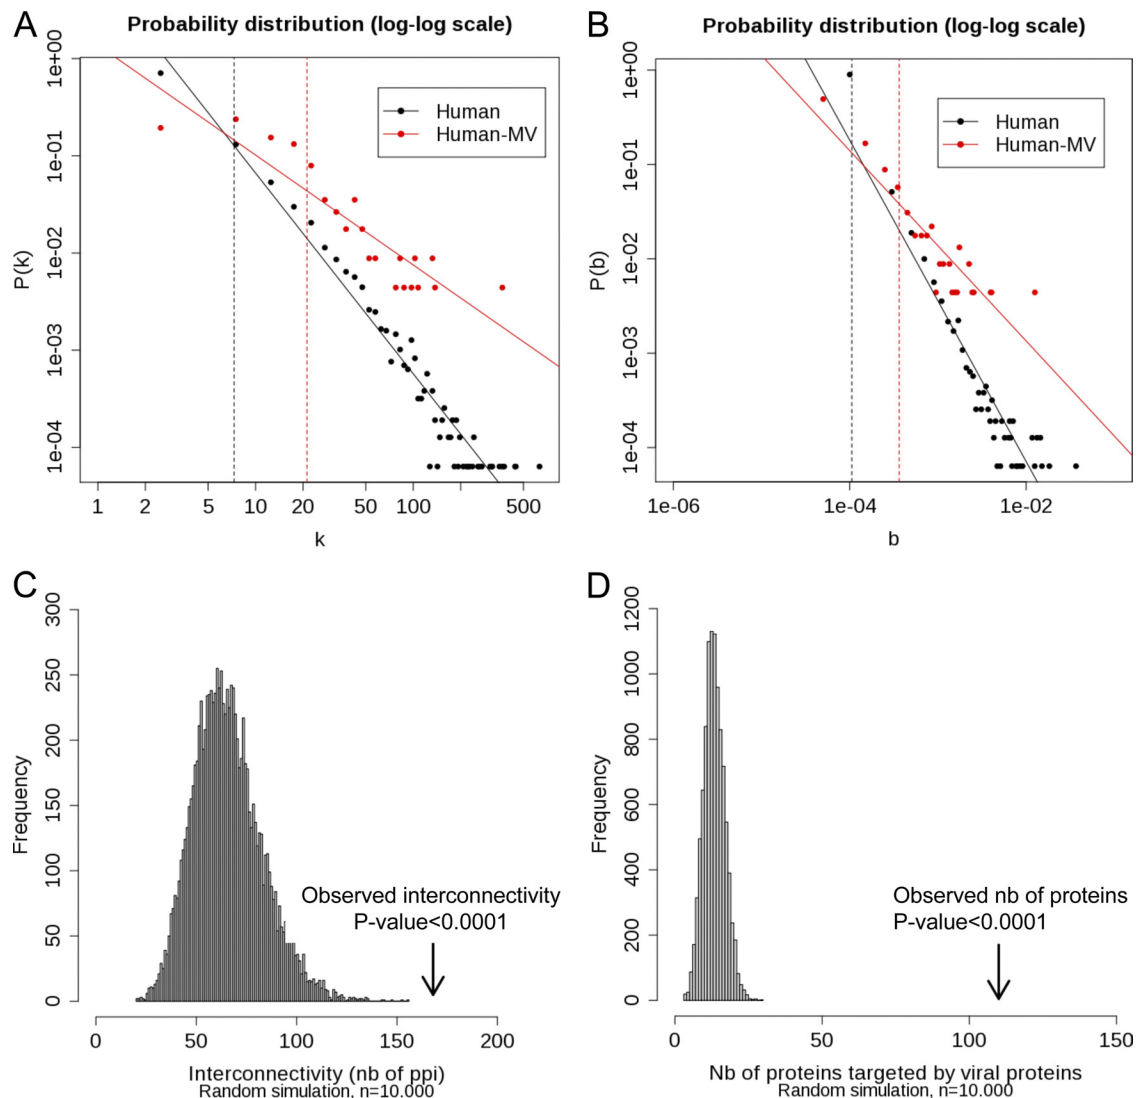 A
Probability distribution (log-log scale)
1e+00
1e-01
1e-02
1e-03
1e-04
P(k)
Human
Human-MV
1 2 5 10 20 50 100 500
k
B
Probability distribution (log-log scale)
1e+00
1e-01
1e-02
1e-03
1e-04
P(b)
Human
Human-MV
1e-06 1e-04 1e-02
b
C
300
250
200
150
100
50
0
Frequency
Observed interconnectivity
P-value<0.0001
0 50 100 150 200
Interconnectivity (nb of ppi)
Random simulation, n=10.000
D
1200
1000
800
600
400
200
0
Frequency
Observed nb of proteins
P-value<0.0001
0 50 100 150
Nb of proteins targeted by viral proteins
Random simulation, n=10.000